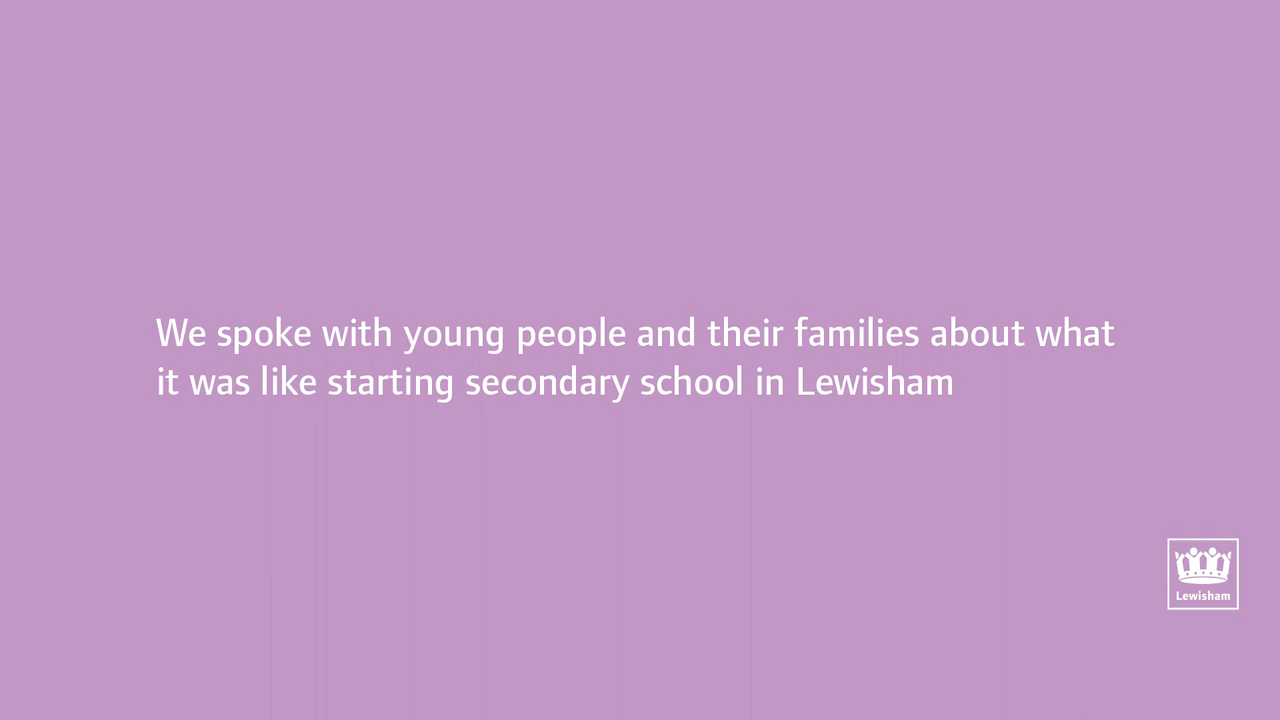 We spoke with young people and their families about what
it was like starting secondary school in Lewisham
Lewisham